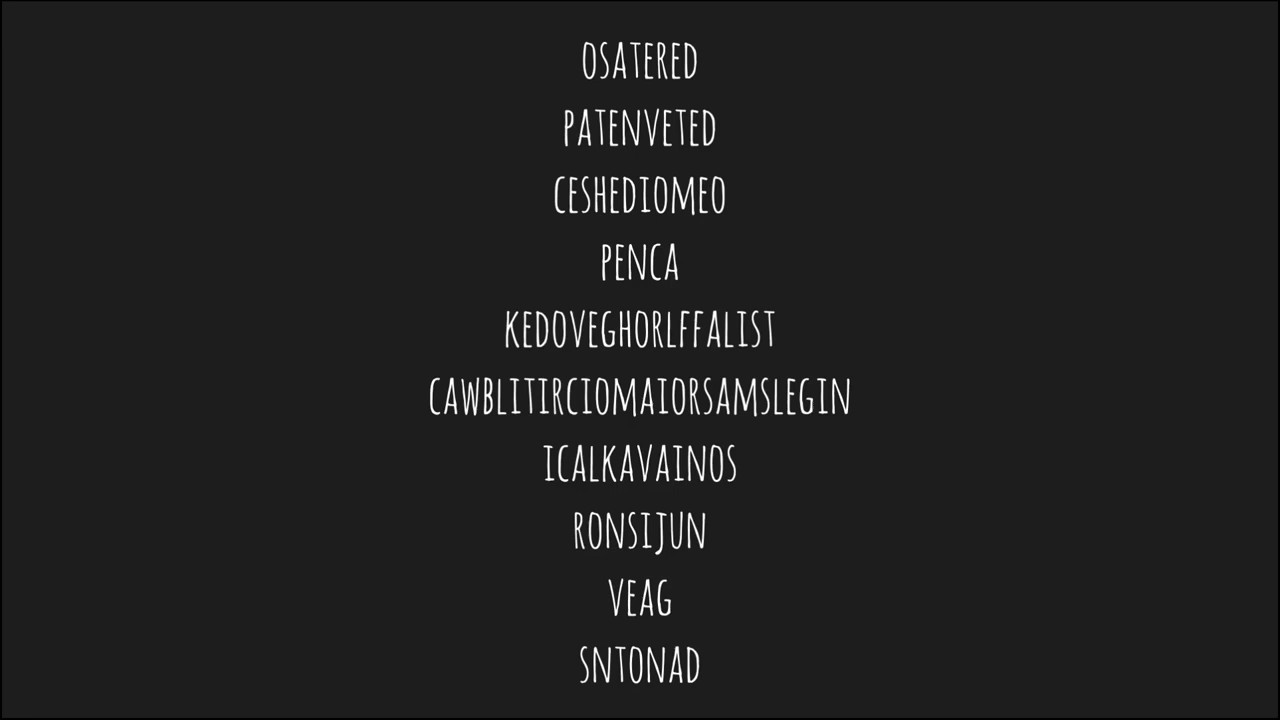 OSATERED
PATENVETED
CESHEDIOMEO
PENCA
KEDOVEGHORLFFALIST
CAWBLITIRCIOMAIORSAMSLEGIN
ICALKAVAINOS
RONSIJUN
VEAG
SNTONAD